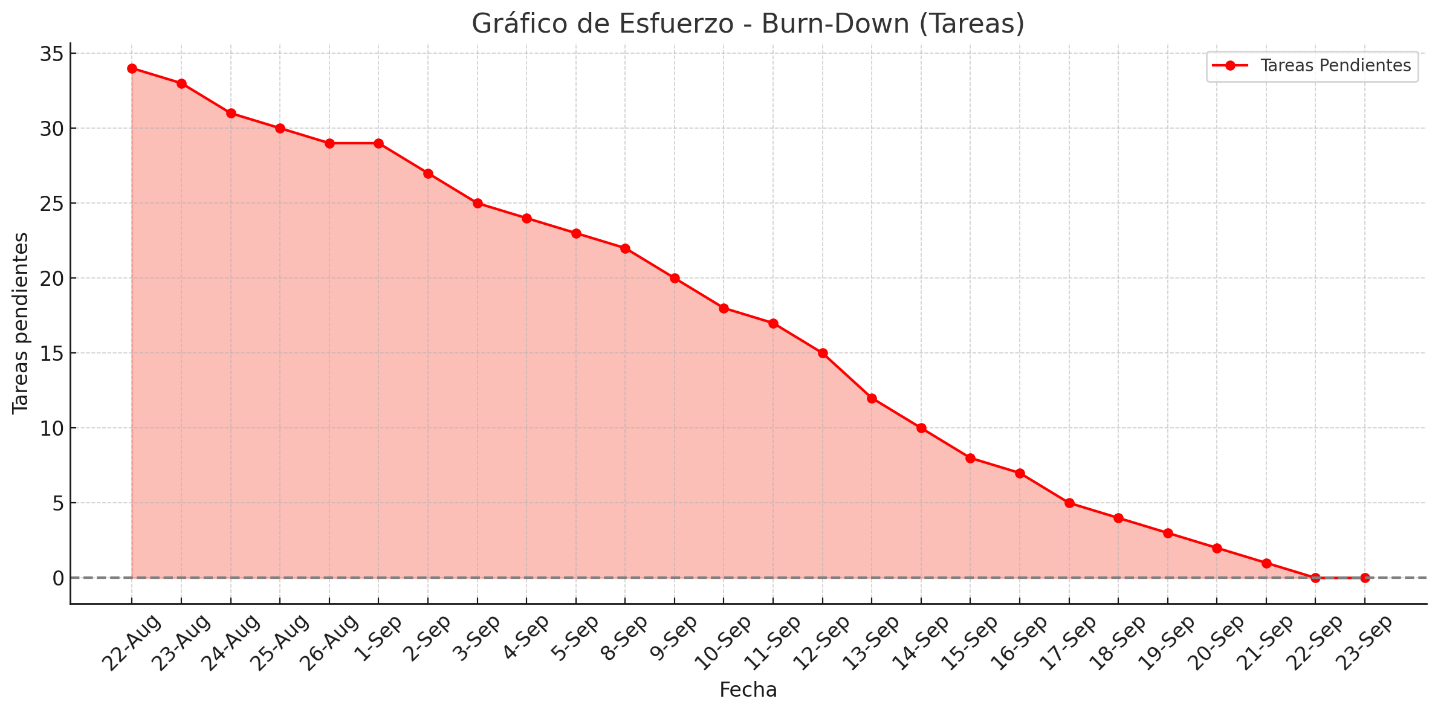 Gráfico de Esfuerzo - Burn-Down (Tareas)
Tareas Pendientes
Tareas pendientes
35
30
25
20
15
10
5
0
22-Aug
23-Aug
24-Aug
25-Aug
26-Aug
1-Sep
2-Sep
3-Sep
4-Sep
5-Sep
8-Sep
9-Sep
10-Sep
11-Sep
12-Sep
13-Sep
14-Sep
15-Sep
16-Sep
17-Sep
18-Sep
19-Sep
20-Sep
21-Sep
22-Sep
23-Sep
Fecha